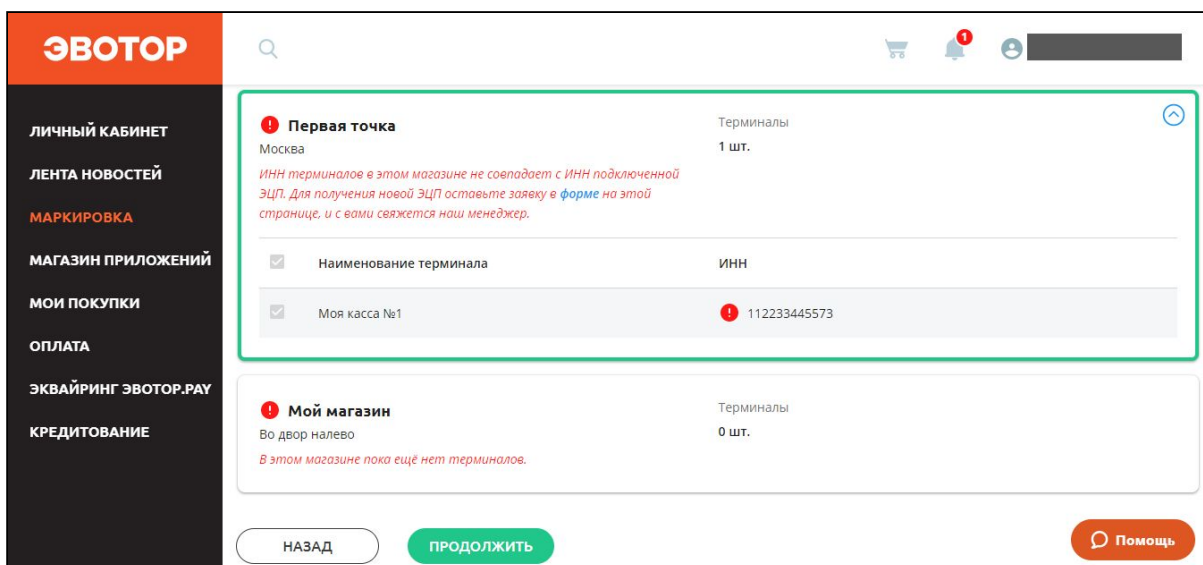 ЭВОТОР
1
ЛИЧНЫЙ КАБИНЕТ
ЛЕНТА НОВОСТЕЙ
МАРКИРОВКА
МАГАЗИН ПРИЛОЖЕНИЙ
МОИ ПОКУПКИ
ОПЛАТА
ЭКВАЙРИНГ ЭВОТОР.PAY
КРЕДИТОВАНИЕ
Первая точка
Москва
Терминалы
1 шт.
ИНН терминалов в этом магазине не совпадает с ИНН подключенной
ЭЦП. Для получения новой ЭЦП оставьте заявку в форме на этой
странице, и с вами свяжется наш менеджер.
Наименование терминала ИНН
Моя касса №1 112233445573
Мой магазин
Во двор налево
Терминалы
0 шт.
В этом магазине пока ещё нет терминалов.
НАЗАД
ПРОДОЛЖИТЬ
Помощь